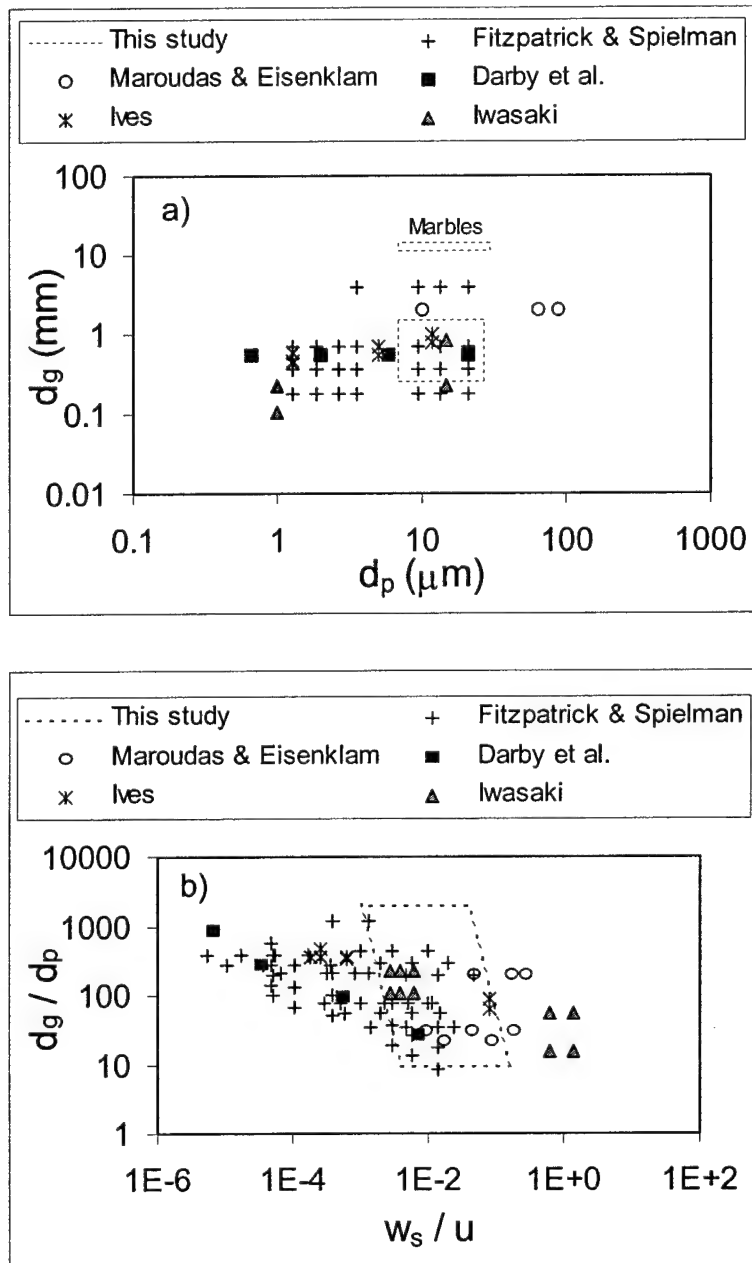 This study
Fitzpatrick & Spielman
Maroudas & Eisenklam
Darby et al.
Ives
Iwasaki
a)
Marbles
100
10
1
0.1
0.01
d_g (mm)
0.1 1 10 100 1000
d_p (μm)
This study
Fitzpatrick & Spielman
Maroudas & Eisenklam
Darby et al.
Ives
Iwasaki
b)
10000
1000
100
10
1
d_g / d_p
1E-6 1E-4 1E-2 1E+0 1E+2
w_s / u